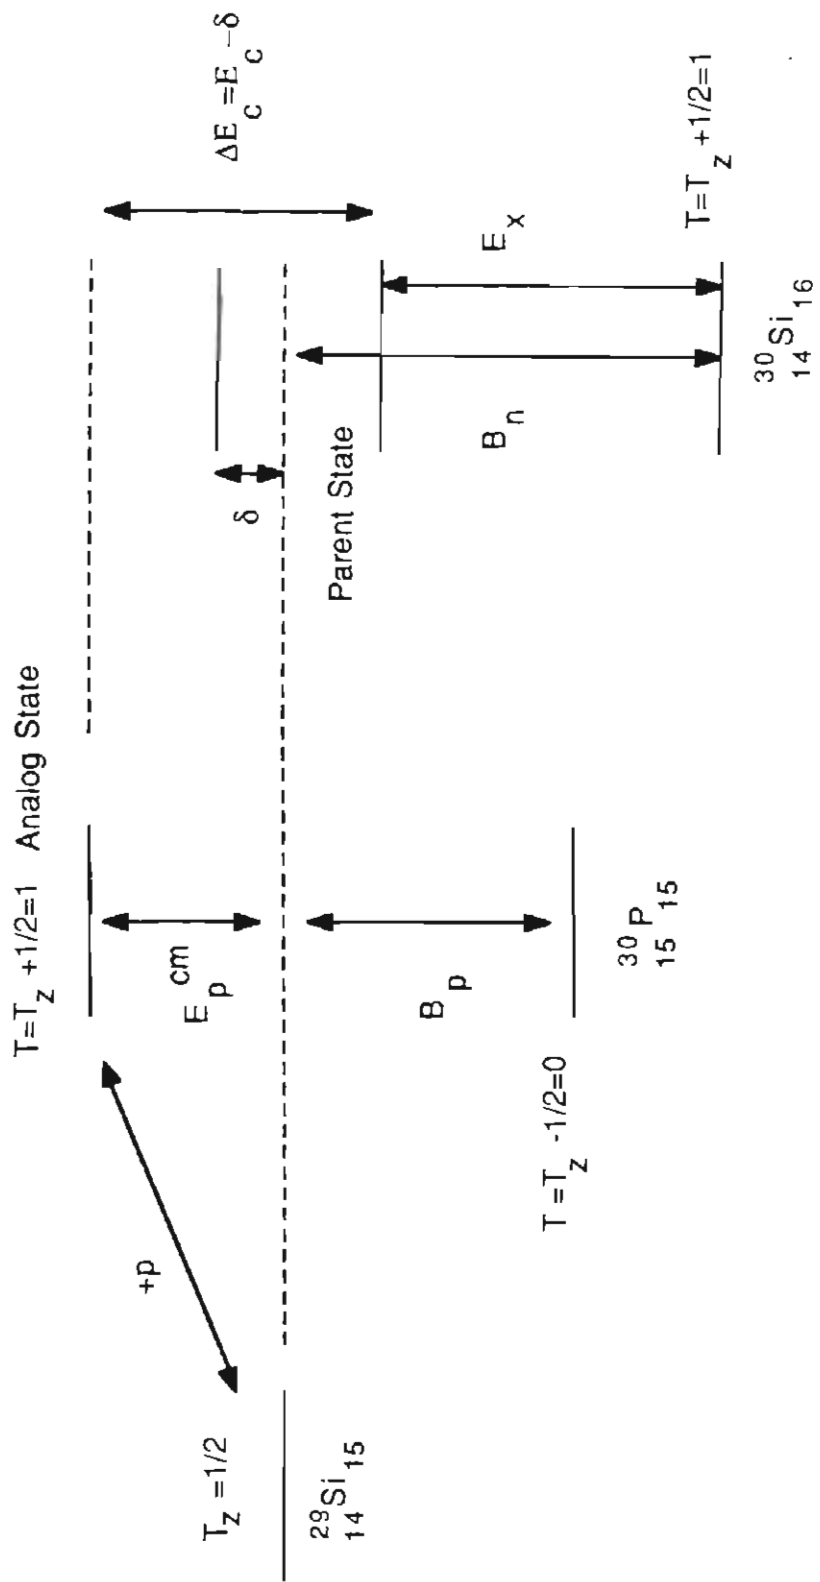 T=T_z +1/2=1 Analog State
ΔE_c=E_c-δ
T_z =1/2
+p
E_p^cm
δ
^29_14Si_15
Parent State
B_p
B_n
E_x
T=T_z -1/2=0
^30_15P_15
T=T_z +1/2=1
^30_14Si_16